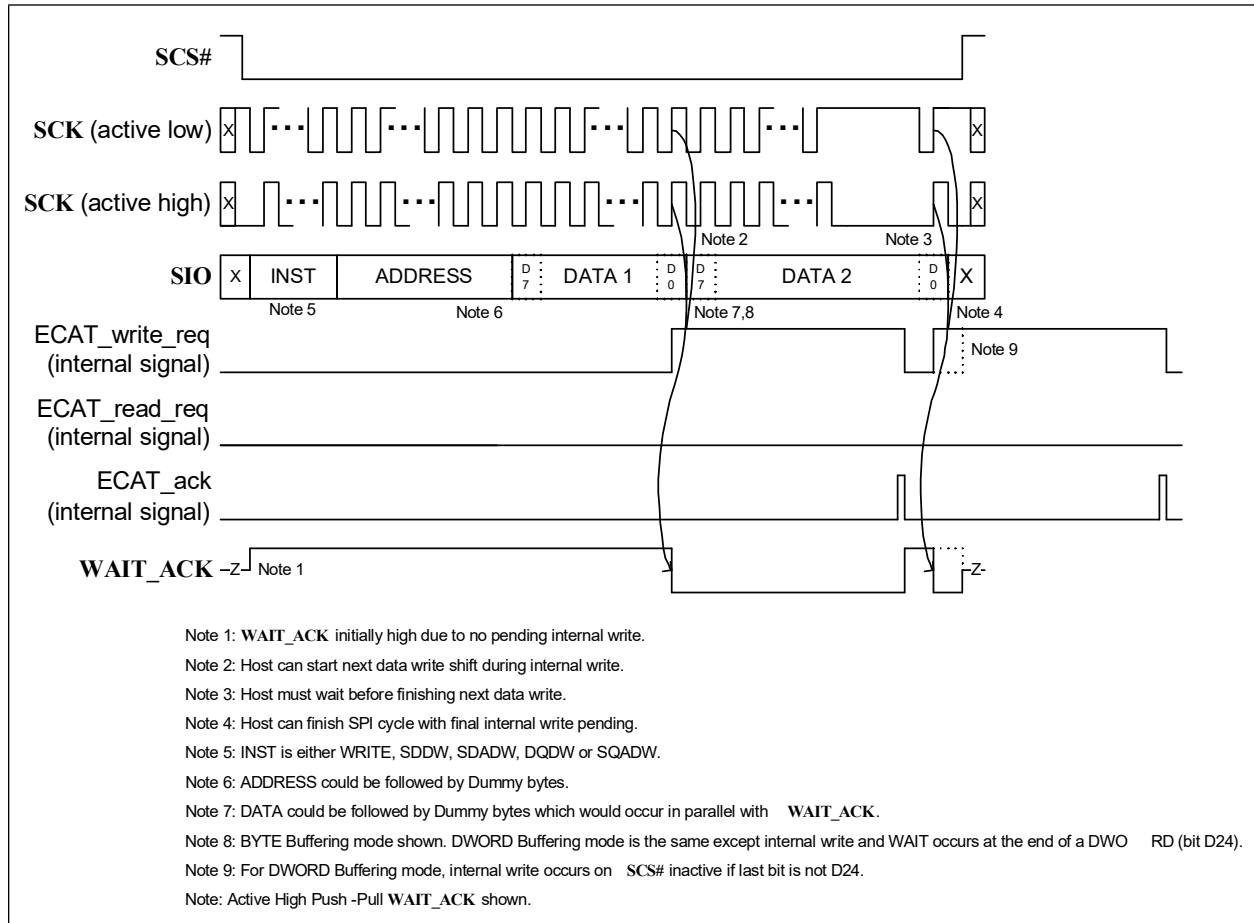 SCS#
SCK (active low) X ▪▪▪ ▪▪▪ ▪▪▪ ▪▪▪ X
SCK (active high) X ▪▪▪ ▪▪▪ ▪▪▪ ▪▪▪ X
Note 2 Note 3
SIO X INST ADDRESS D7 DATA 1 D0 D7 DATA 2 D0 X
Note 5 Note 6 Note 7,8 Note 4
ECAT_write_req
(internal signal)
Note 9
ECAT_read_req
(internal signal)
ECAT_ack
(internal signal)
WAIT_ACK -Z Note 1 Z-
Note 1: WAIT_ACK initially high due to no pending internal write.
Note 2: Host can start next data write shift during internal write.
Note 3: Host must wait before finishing next data write.
Note 4: Host can finish SPI cycle with final internal write pending.
Note 5: INST is either WRITE, SDDW, SDADW, DQDW or SQADW.
Note 6: ADDRESS could be followed by Dummy bytes.
Note 7: DATA could be followed by Dummy bytes which would occur in parallel with WAIT_ACK.
Note 8: BYTE Buffering mode shown. DWORD Buffering mode is the same except internal write and WAIT occurs at the end of a DWO RD (bit D24).
Note 9: For DWORD Buffering mode, internal write occurs on SCS# inactive if last bit is not D24.
Note: Active High Push -Pull WAIT_ACK shown.